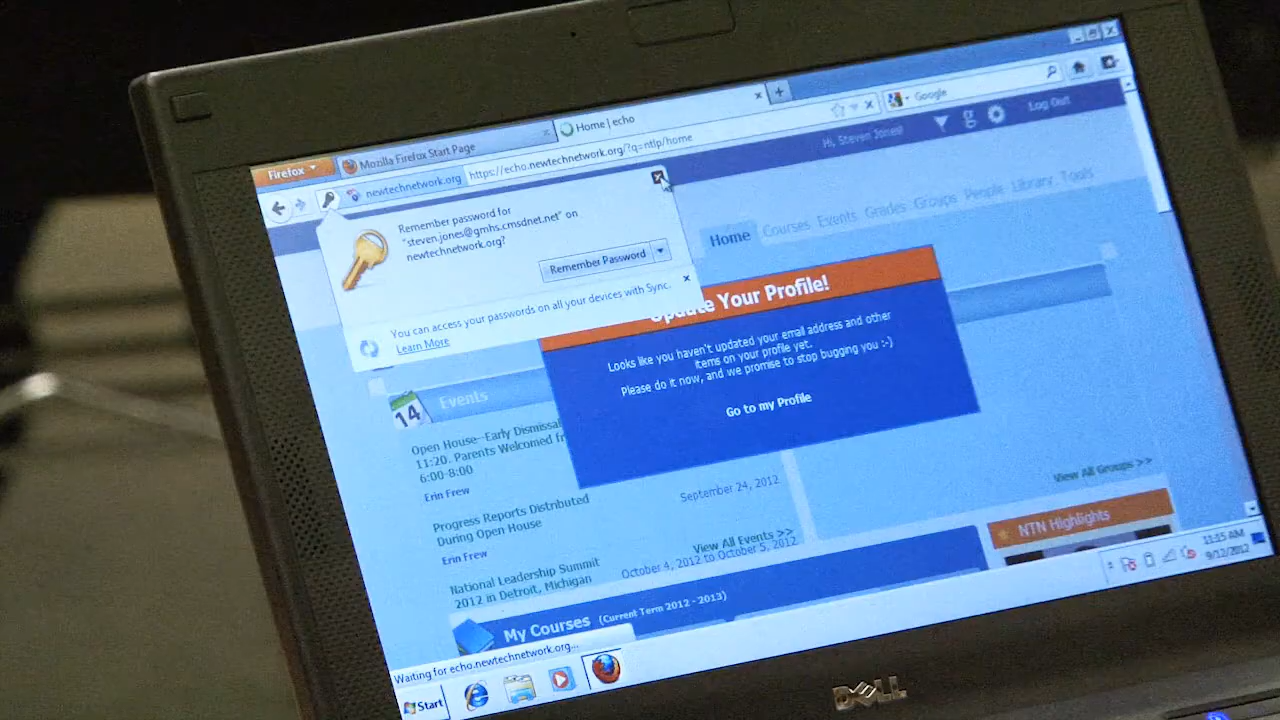 Firefox
Mozilla Firefox Start Page
Home | echo
newtechnetwork.org
https://echo.newtechnetwork.org/?q=ntlp/home
Google
Hi, Steven Jones!
Log Out
Remember password for
"steven.jones@gmhs.cmsdnet.net" on
newtechnetwork.org?
Remember Password
You can access your passwords on all your devices with Sync.
Learn More
Home
Courses
Events
Grades
Groups
People
Library
Tools
Update Your Profile!
Looks like you haven't updated your email address and other
items on your profile yet.
Please do it now, and we promise to stop bugging you :-)
Go to my Profile
14
Events
Open House--Early Dismissal
11:20. Parents Welcomed
6:00-8:00
Erin Frew
September 24, 2012
Progress Reports Distributed
During Open House
Erin Frew
View All Events >>
October 4, 2012 to October 5, 2012
National Leadership Summit
2012 in Detroit, Michigan
View All Groups >>
NTN Highlights
My Courses (Current Term 2012 - 2013)
Waiting for echo.newtechnetwork.org...
Start
11:15 AM
9/12/2012
DELL